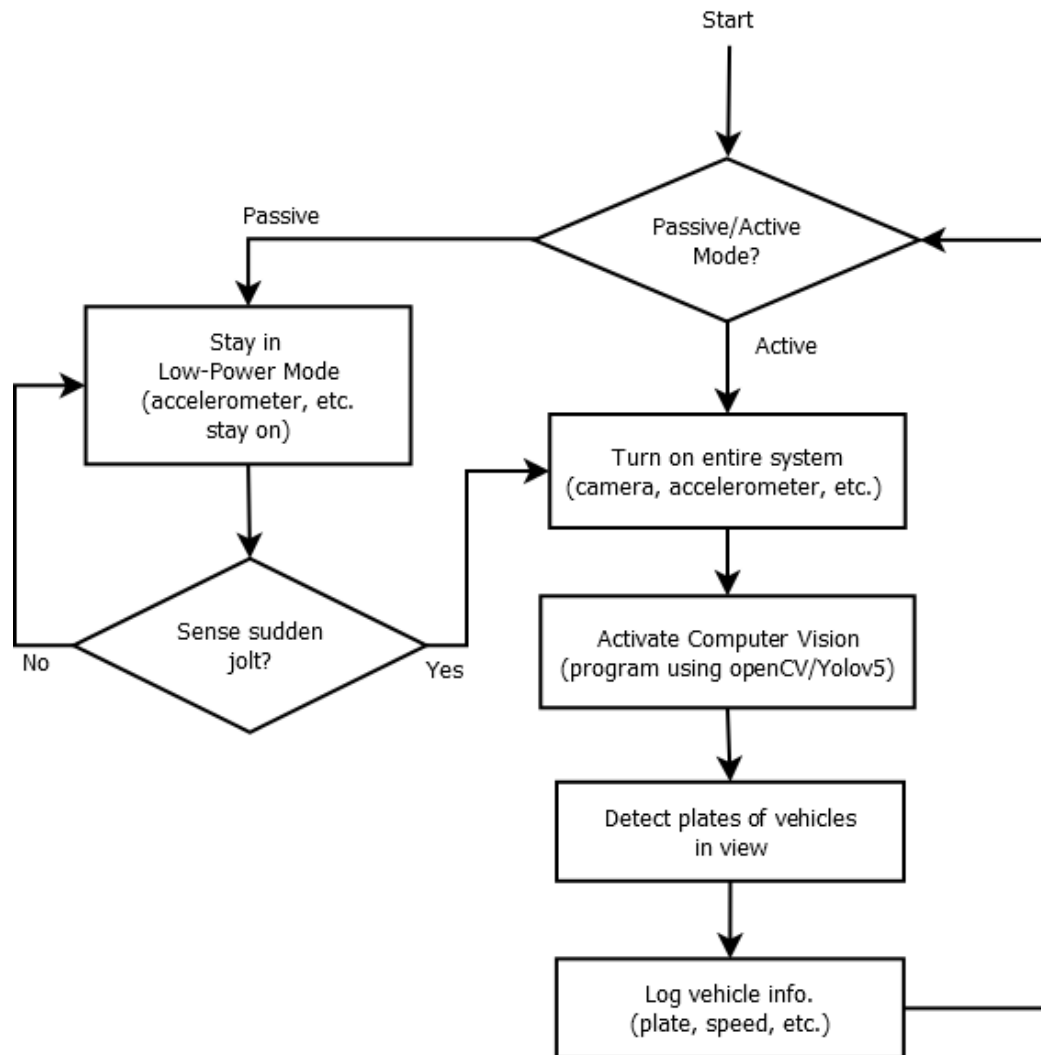 Start
Passive/Active
Mode?
Passive
Active
Stay in
Low-Power Mode
(accelerometer, etc.
stay on)
Turn on entire system
(camera, accelerometer, etc.)
Sense sudden
jolt?
No
Yes
Activate Computer Vision
(program using openCV/Yolov5)
Detect plates of vehicles
in view
Log vehicle info.
(plate, speed, etc.)